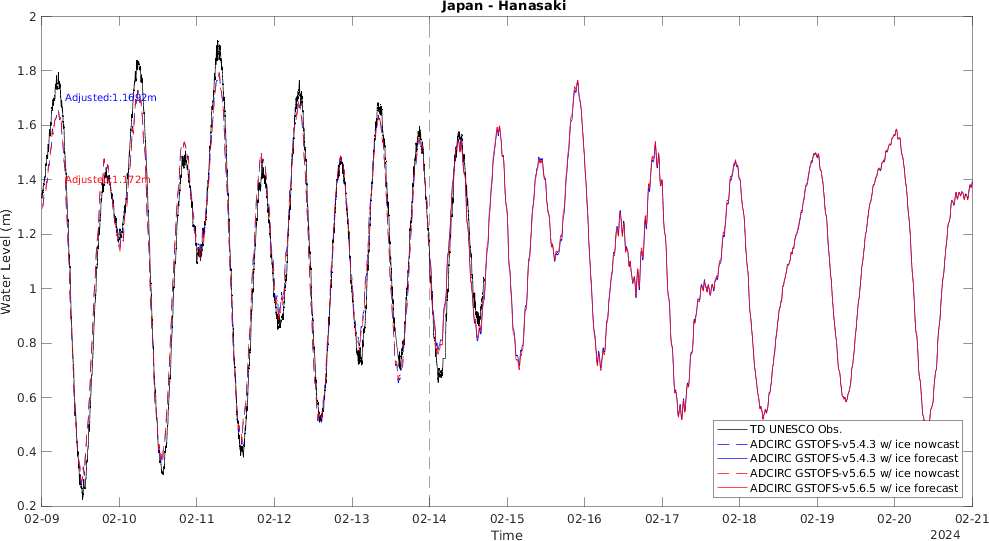 Japan - Hanasaki
2
1.8
1.6
1.4
1.2
1
0.8
0.6
0.4
0.2
Water Level (m)
Adjusted:1.1692m
Adjusted:1.172m
TD UNESCO Obs.
ADCIRC GSTOFS-v5.4.3 w/ ice nowcast
ADCIRC GSTOFS-v5.4.3 w/ ice forecast
ADCIRC GSTOFS-v5.6.5 w/ ice nowcast
ADCIRC GSTOFS-v5.6.5 w/ ice forecast
02-09 02-10 02-11 02-12 02-13 02-14 02-15 02-16 02-17 02-18 02-19 02-20 02-21
Time
2024